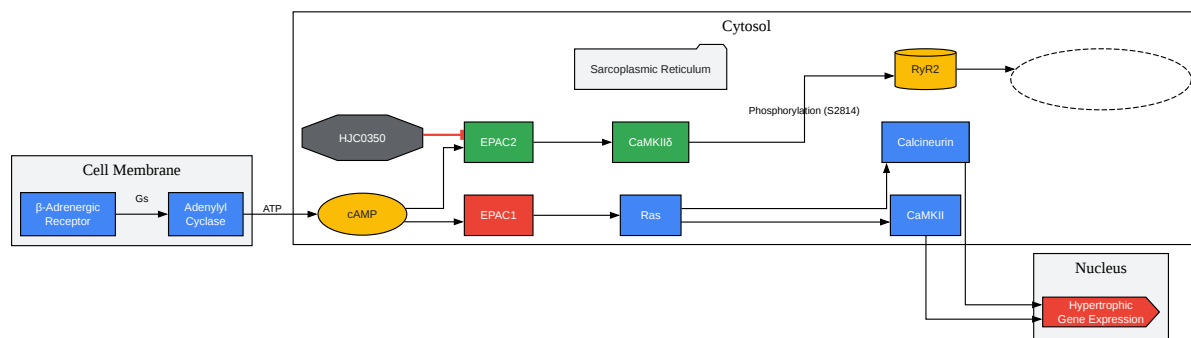 Cytosol
Sarcoplasmic Reticulum
RyR2
Phosphorylation (S2814)
HJC0350
EPAC2
CaMKIIδ
Calcineurin
Cell Membrane
β-Adrenergic
Receptor
Gs
Adenylyl
Cyclase
ATP
cAMP
EPAC1
Ras
CaMKII
Nucleus
Hypertrophic
Gene Expression